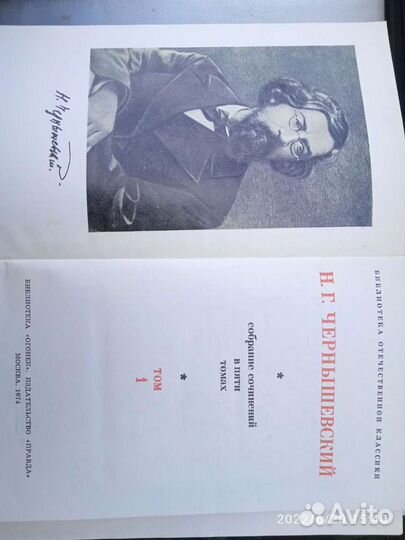 Н. Чернышевский.
БИБЛИОТЕКА ОТЕЧЕСТВЕННОЙ КЛАССИКИ
Н. Г. ЧЕРНЫШЕВСКИЙ
*
собрание сочинений
в пяти
томах
*
ТОМ
1
БИБЛИОТЕКА «ОГОНЕК» ИЗДАТЕЛЬСТВО «ПРАВДА»
МОСКВА. 1974
Avito